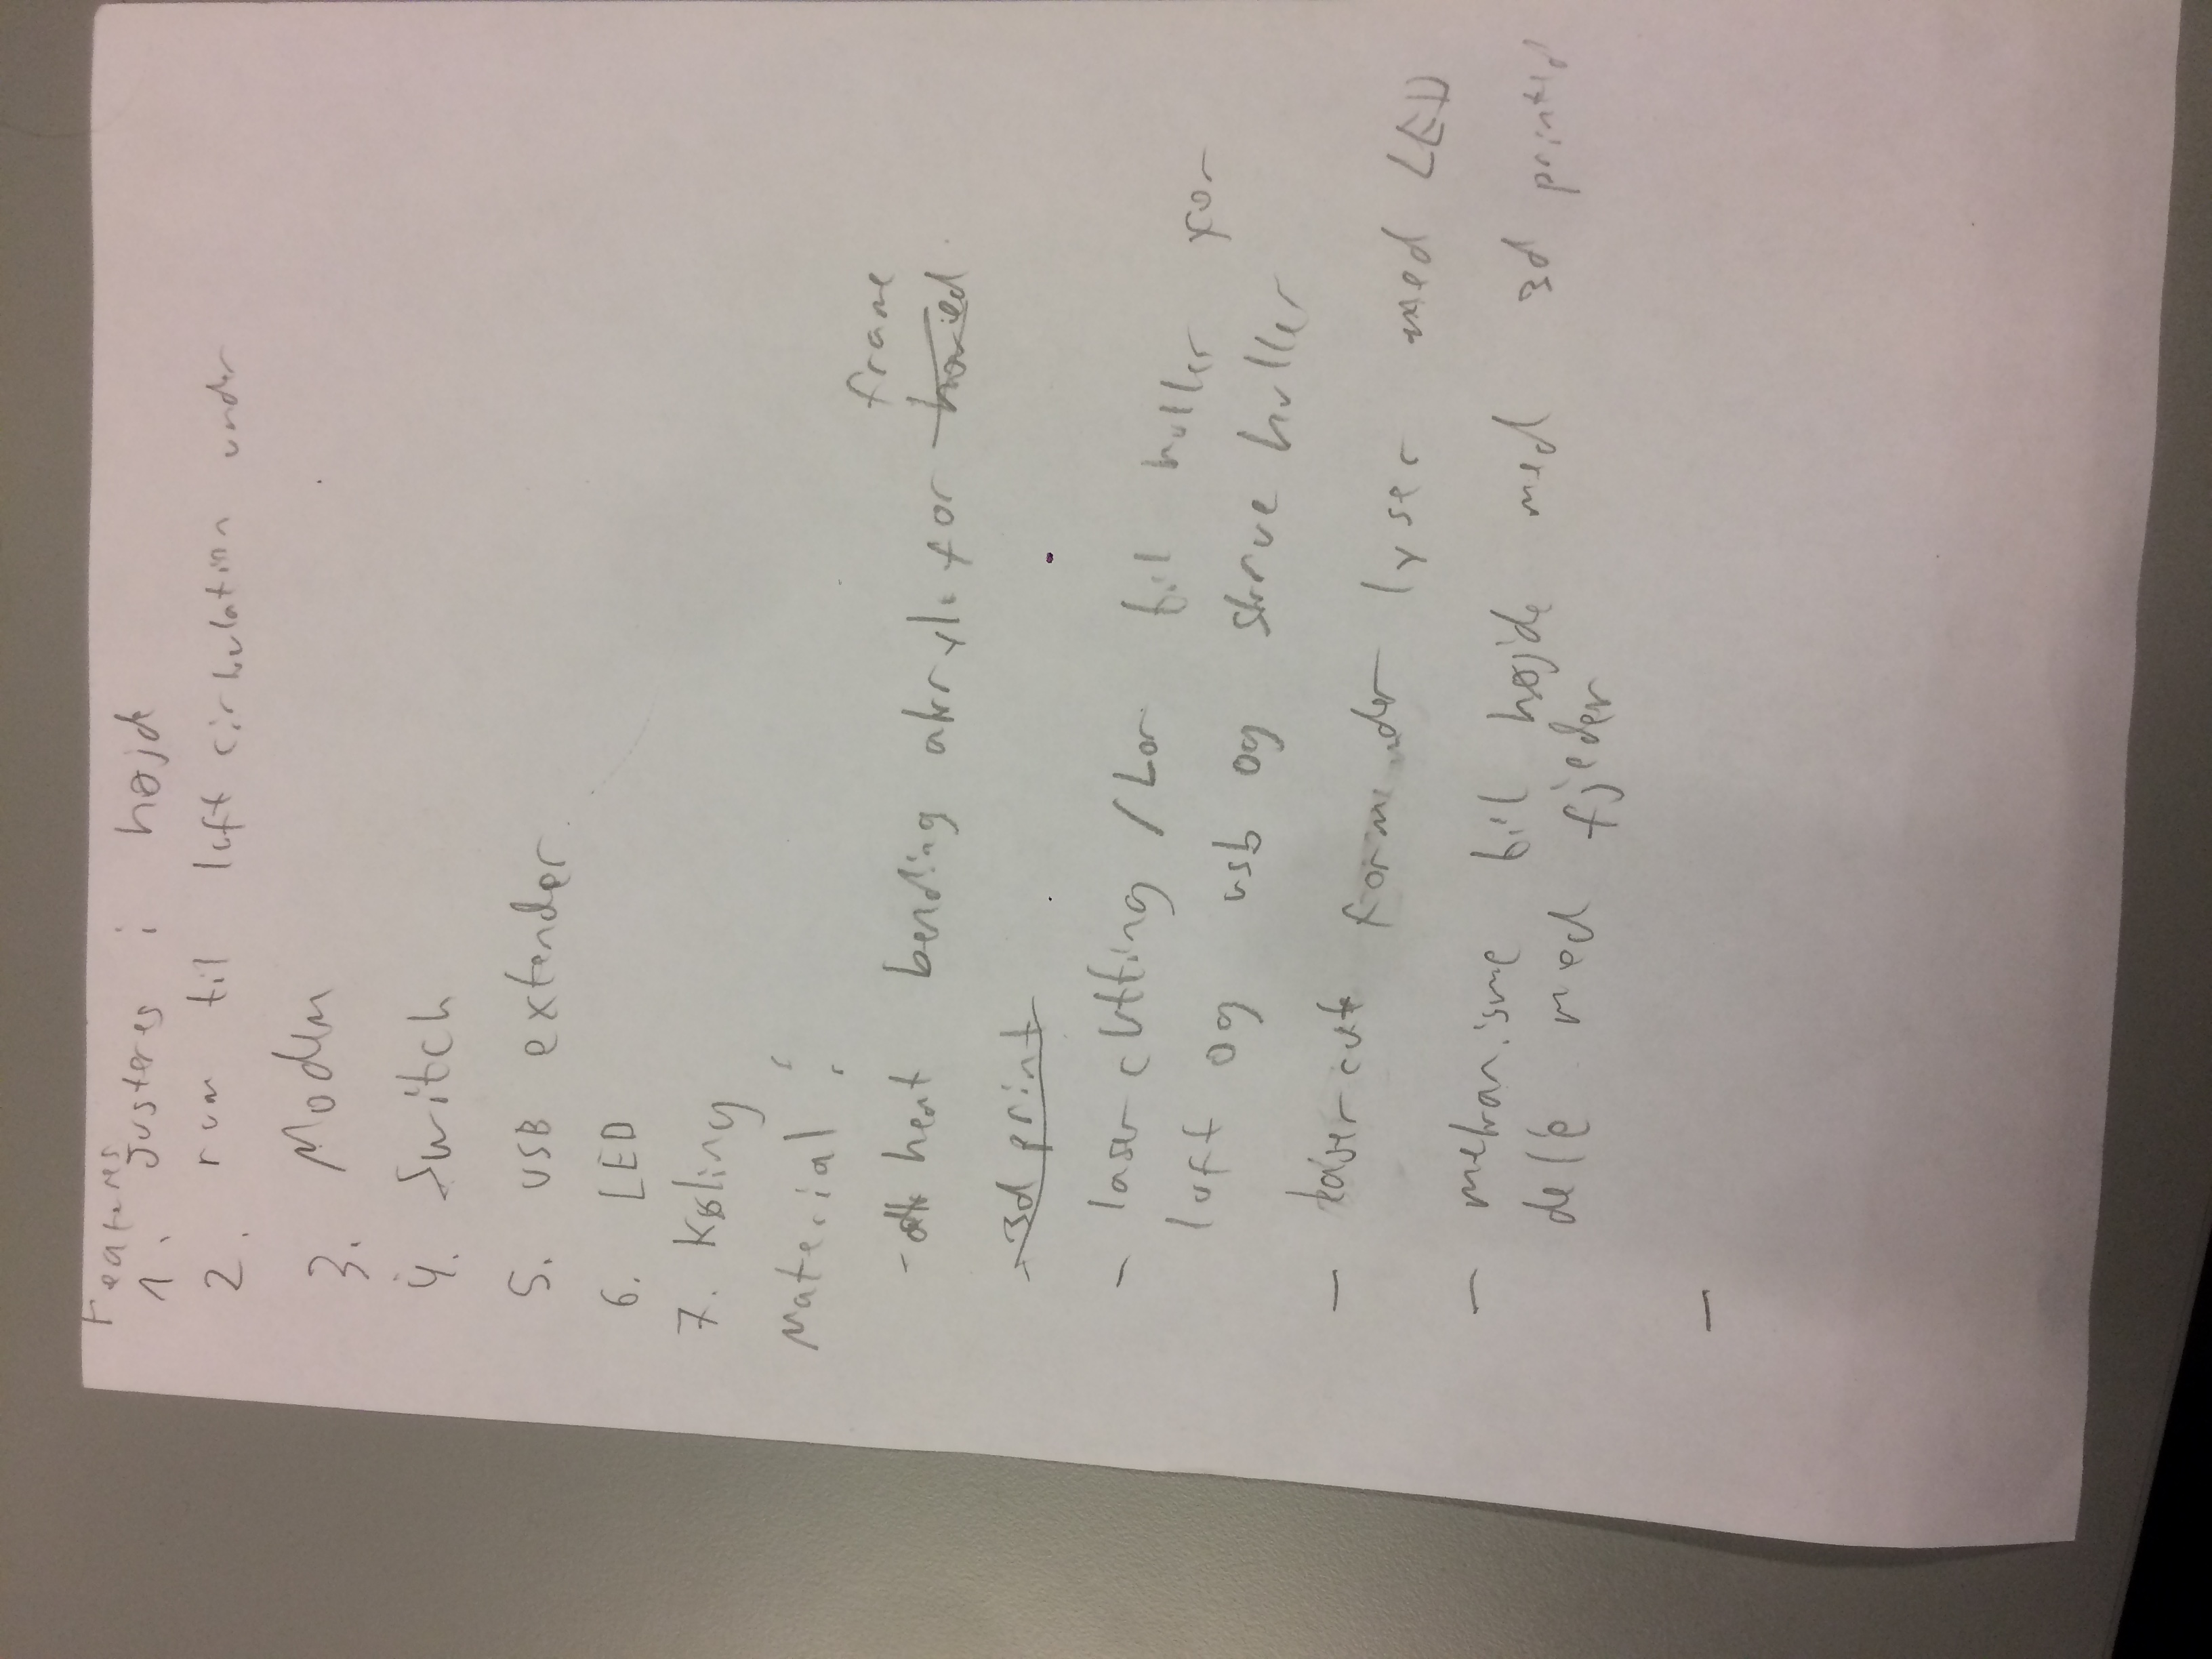 Features
1. Justeres i højde
2. rum til luft cirkulation under
3. Modem
4. Switch
5. USB extender
6. LED
7. Køling
Material :
frame
- heat bending akryl for
- 3d print
- laser cutting / bor til huller for
luft og usb og skrue huller
- laser cut form der lyser med LED
- mekanisme til højde med 3d printed
dele med fjeder
-